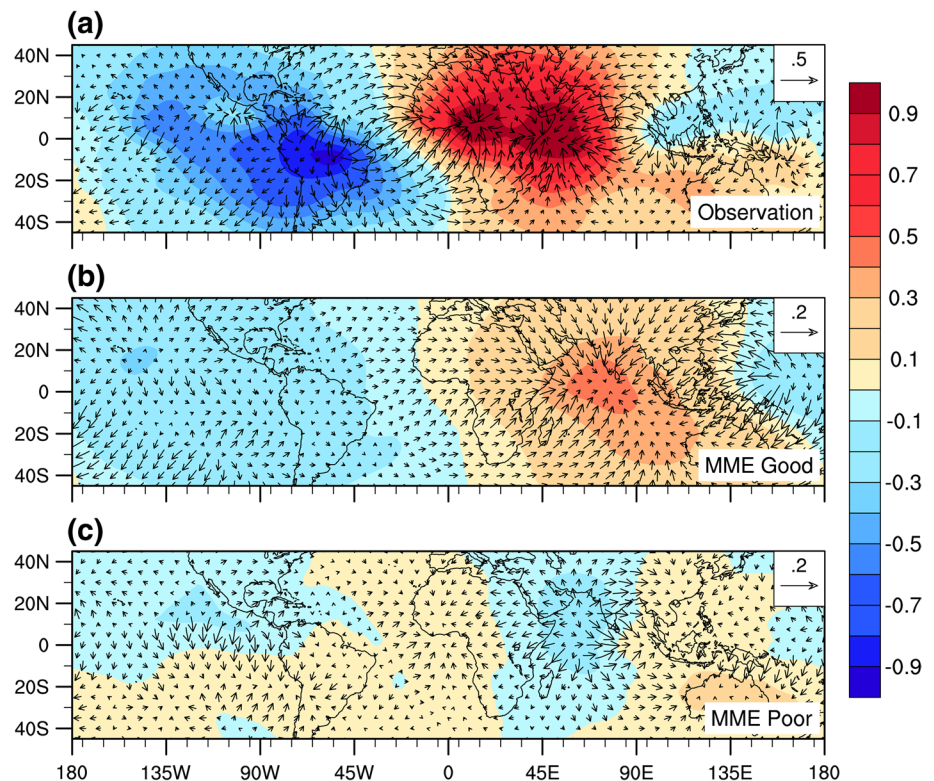 (a)
40N
20N
0
20S
40S
.5
Observation
(b)
40N
20N
0
20S
40S
.2
MME Good
(c)
40N
20N
0
20S
40S
.2
MME Poor
180 135W 90W 45W 0 45E 90E 135E 180
0.9
0.7
0.5
0.3
0.1
-0.1
-0.3
-0.5
-0.7
-0.9